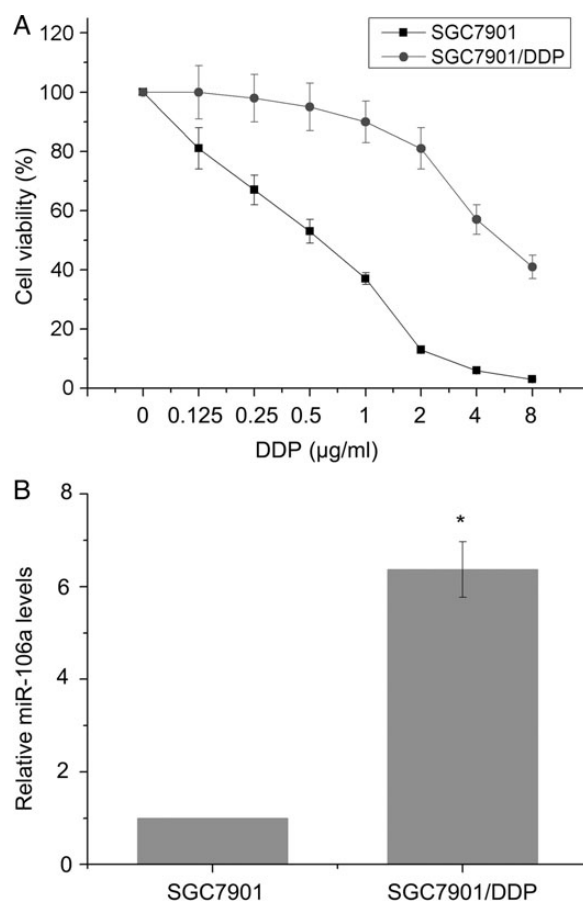 A
SGC7901
SGC7901/DDP
120
100
80
60
40
20
0
Cell viability (%)
0 0.125 0.25 0.5 1 2 4 8
DDP (µg/ml)
B
8
6
4
2
0
Relative miR-106a levels
*
SGC7901 SGC7901/DDP